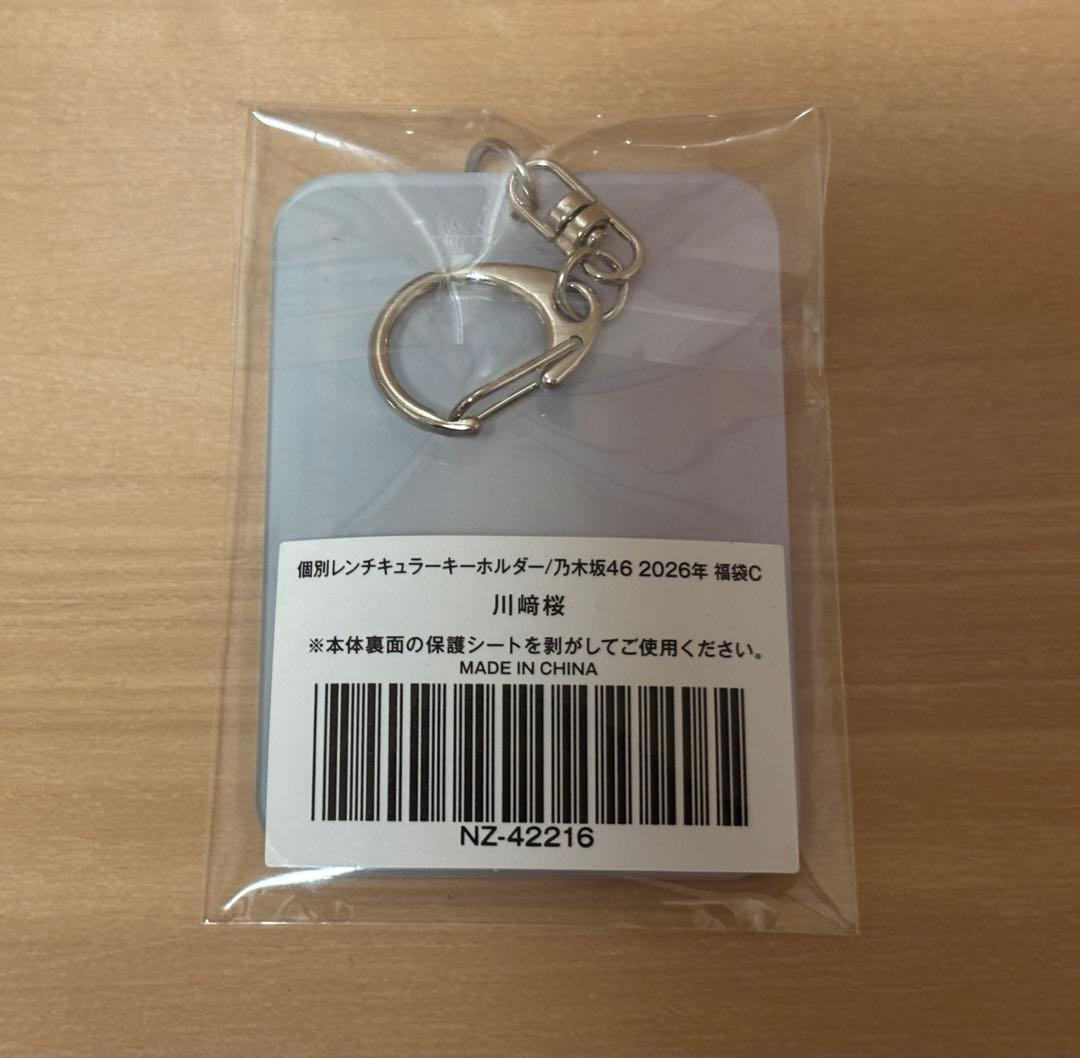 個別レンチキュラーキーホルダー/乃木坂46 2026年 福袋C
川﨑桜
※本体裏面の保護シートを剥がしてご使用ください。
MADE IN CHINA
NZ-42216